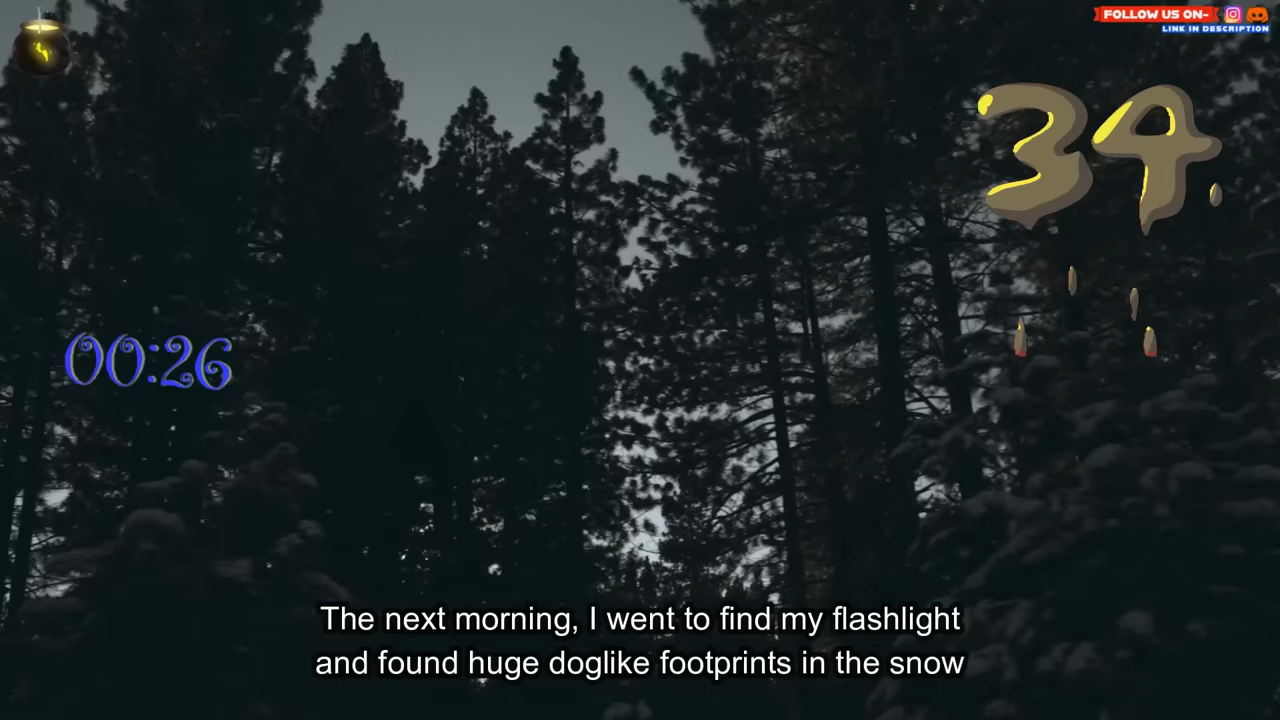 FOLLOW US ON-
LINK IN DESCRIPTION
34.
00:26
The next morning, I went to find my flashlight
and found huge doglike footprints in the snow